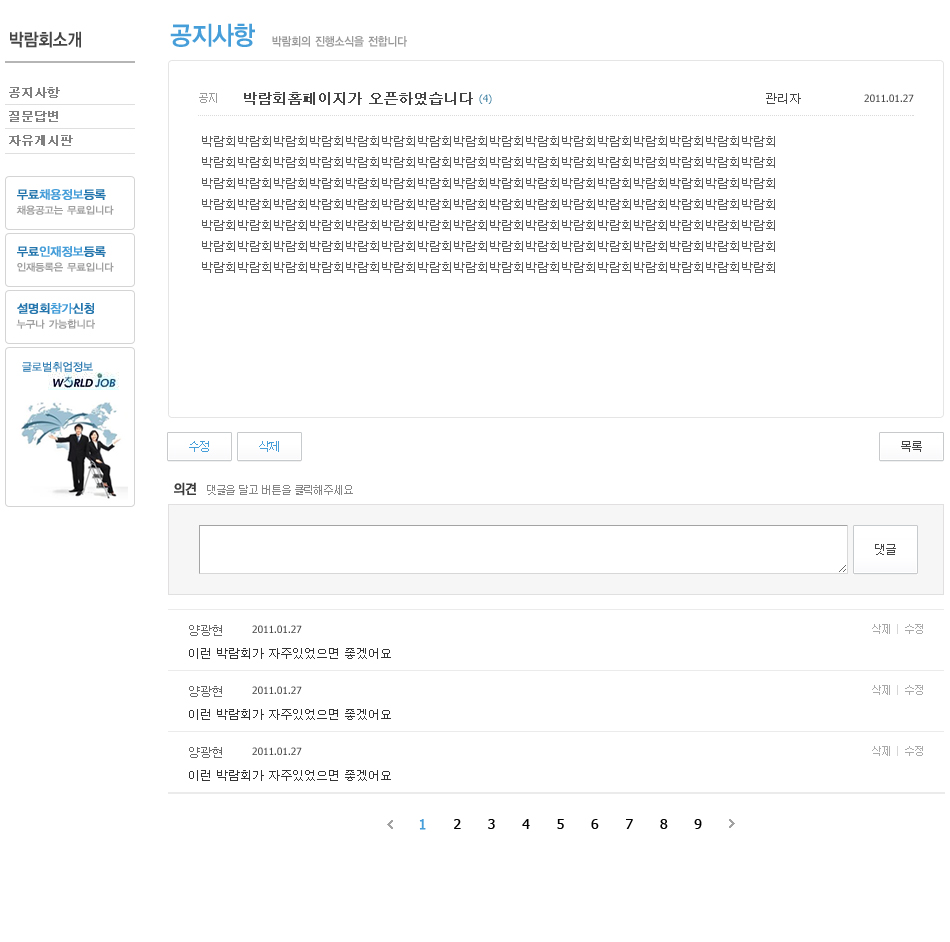 박람회소개
공지사항
질문답변
자유게시판
무료채용정보등록
채용공고는 무료입니다
무료인재정보등록
인재등록은 무료입니다
설명회참가신청
누구나 가능합니다
글로벌취업정보
WORLD JOB
공지사항 박람회의 진행소식을 전합니다
공지 박람회홈페이지가 오픈하였습니다 (4) 관리자 2011.01.27
박람회박람회박람회박람회박람회박람회박람회박람회박람회박람회박람회박람회박람회박람회박람회박람회
박람회박람회박람회박람회박람회박람회박람회박람회박람회박람회박람회박람회박람회박람회박람회박람회
박람회박람회박람회박람회박람회박람회박람회박람회박람회박람회박람회박람회박람회박람회박람회박람회
박람회박람회박람회박람회박람회박람회박람회박람회박람회박람회박람회박람회박람회박람회박람회박람회
박람회박람회박람회박람회박람회박람회박람회박람회박람회박람회박람회박람회박람회박람회박람회박람회
박람회박람회박람회박람회박람회박람회박람회박람회박람회박람회박람회박람회박람회박람회박람회박람회
박람회박람회박람회박람회박람회박람회박람회박람회박람회박람회박람회박람회박람회박람회박람회박람회
수정 삭제 목록
의견 댓글을 달고 버튼을 클릭해주세요
댓글
양광현 2011.01.27 삭제 | 수정
이런 박람회가 자주있었으면 좋겠어요
양광현 2011.01.27 삭제 | 수정
이런 박람회가 자주있었으면 좋겠어요
양광현 2011.01.27 삭제 | 수정
이런 박람회가 자주있었으면 좋겠어요
< 1 2 3 4 5 6 7 8 9 >